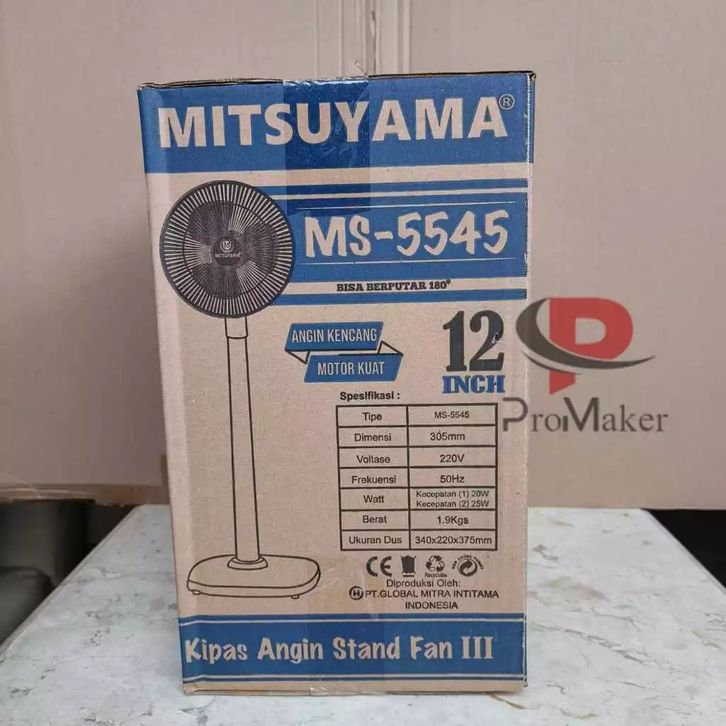 MITSUYAMA®
MITSUYAMA
MS-5545
BISA BERPUTAR 180°
ANGIN KENCANG
MOTOR KUAT
12
INCH
Spesifikasi :
Tipe MS-5545
Dimensi 305mm
Voltase 220V
Frekuensi 50Hz
Watt Kecepatan (1) 20W
Kecepatan (2) 25W
Berat 1.9Kgs
Ukuran Dus 340x220x375mm
CE
Recyclable
Diproduksi Oleh:
PT.GLOBAL MITRA INTITAMA
INDONESIA
Kipas Angin Stand Fan III
ProMaker